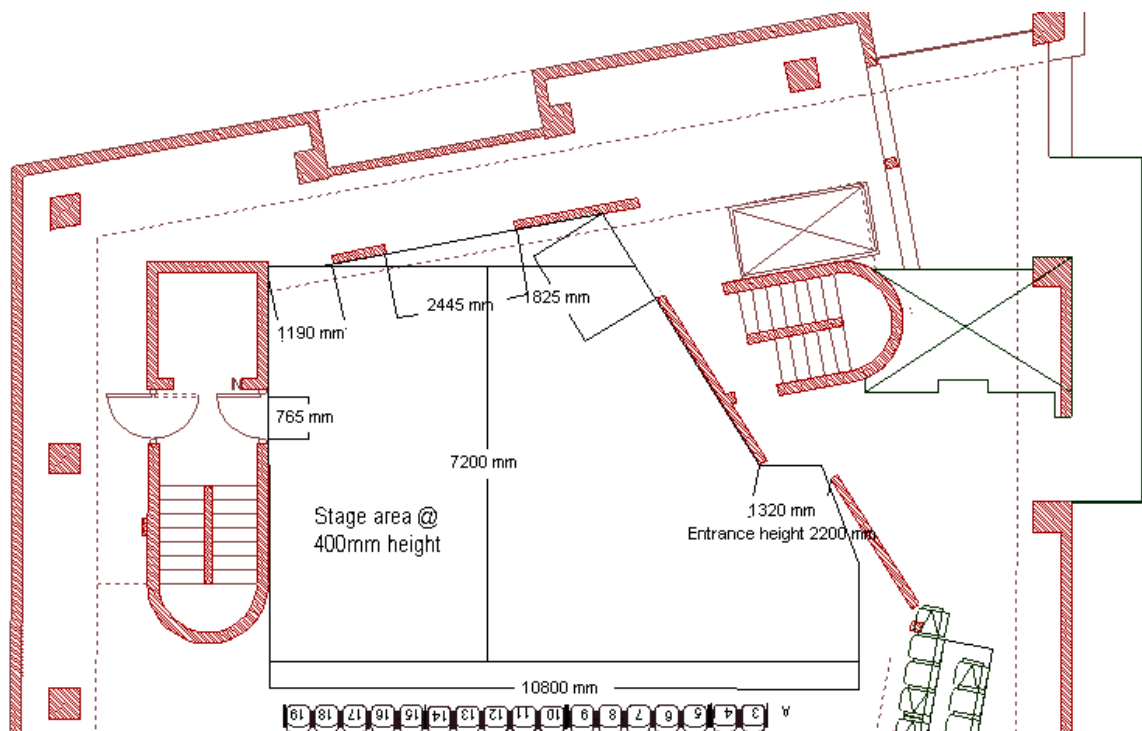 2445 mm
1825 mm
1190 mm
N
765 mm
7200 mm
Stage area @
400mm height
1320 mm
Entrance height 2200 mm
10800 mm
19 18 17 16 15 14 13 12 11 10 9 8 7 6 5 4 3 A